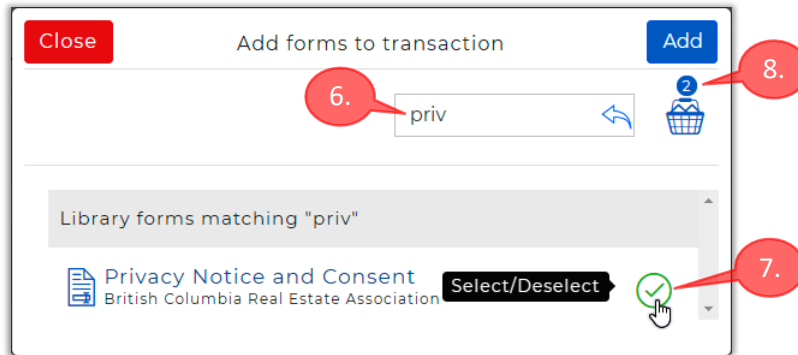 Close
Add forms to transaction
Add
6.
priv
2
8.
Library forms matching "priv"
Privacy Notice and Consent
British Columbia Real Estate Association
Select/Deselect
7.